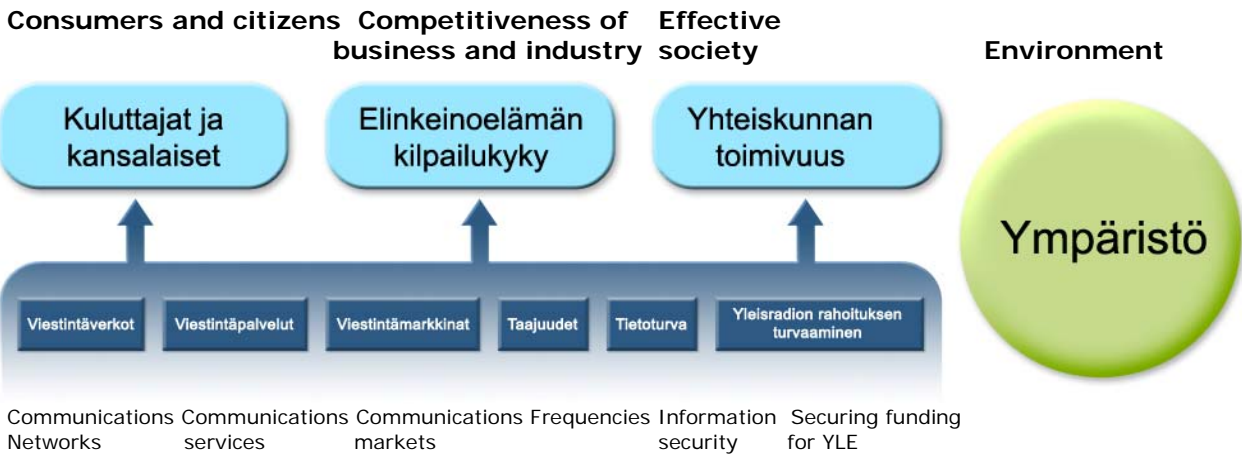 Consumers and citizens Competitiveness of business and industry Effective society Environment
Kuluttajat ja
kansalaiset
Elinkeinoelämän
kilpailukyky
Yhteiskunnan
toimivuus
Ympäristö
Viestintäverkot
Viestintäpalvelut
Viestintämarkkinat
Taajuudet
Tietoturva
Yleisradion rahoituksen
turvaaminen
Communications Networks
Communications services
Communications markets
Frequencies
Information security
Securing funding for YLE